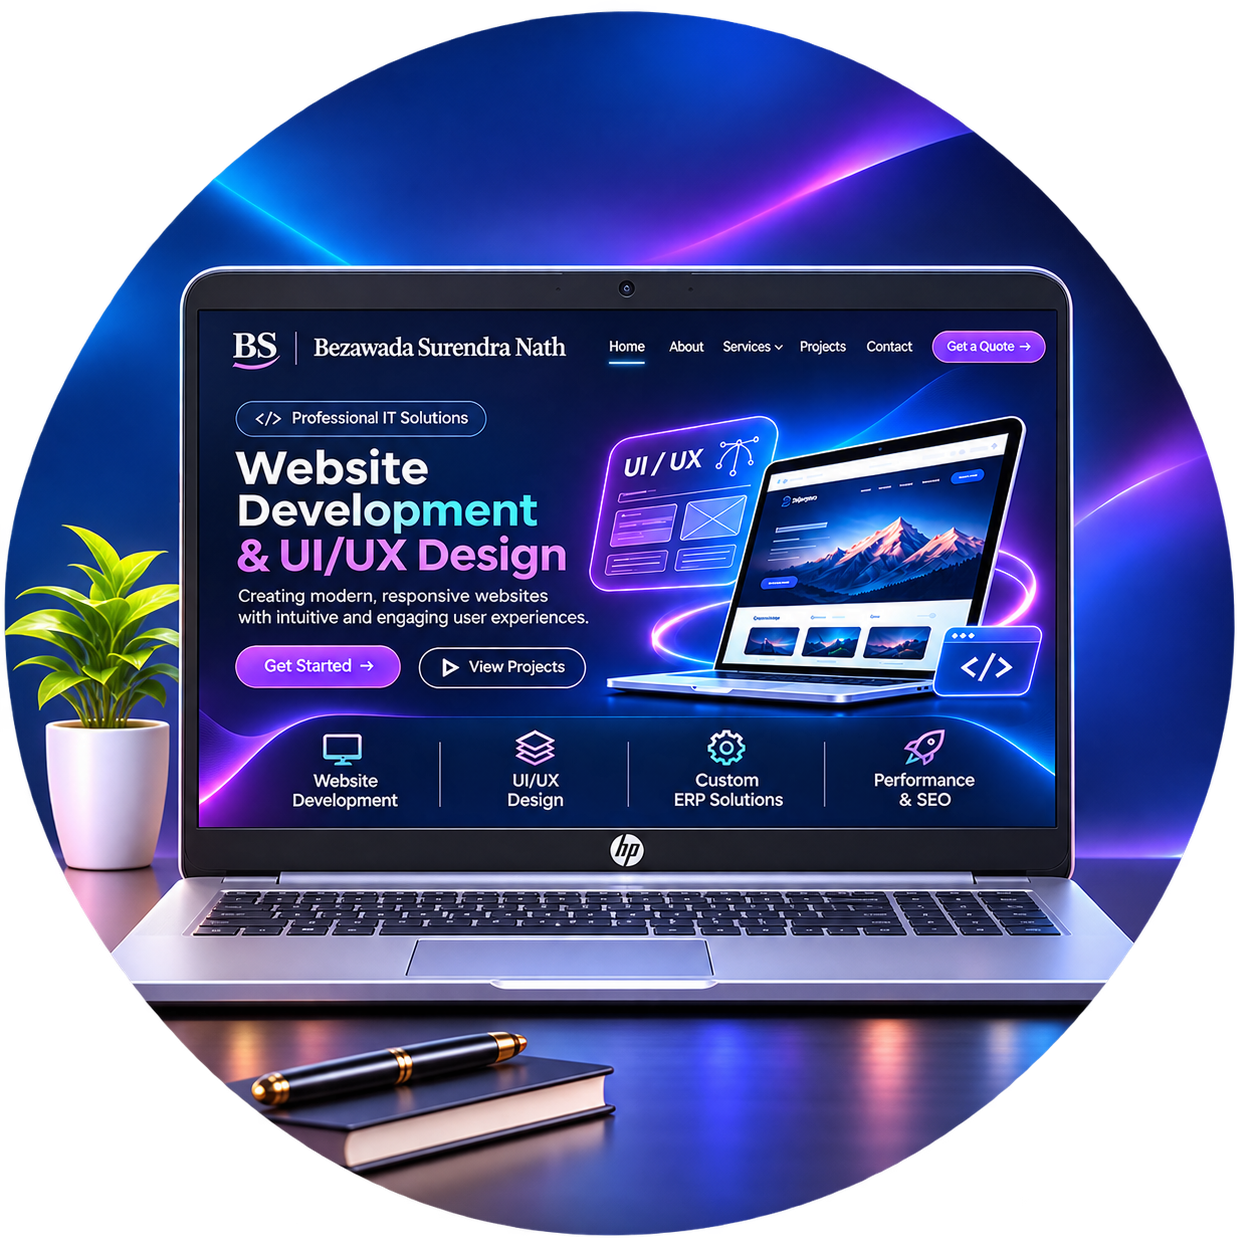 BS | Bezawada Surendra Nath
Home About Services Projects Contact Get a Quote →
</> Professional IT Solutions
Website
Development
& UI/UX Design
Creating modern, responsive websites
with intuitive and engaging user experiences.
Get Started →
View Projects
UI / UX
</>
Website
Development
UI/UX
Design
Custom
ERP Solutions
Performance
& SEO
hp